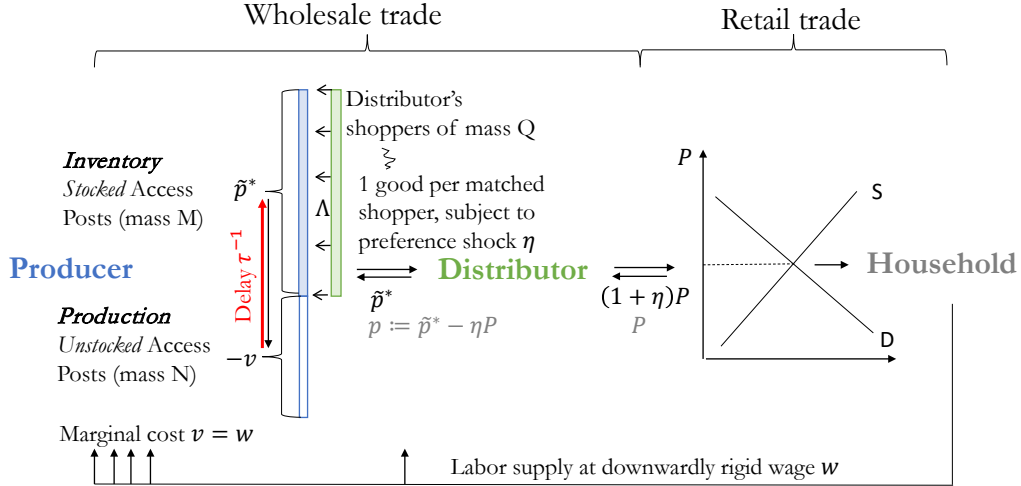 Wholesale trade
Retail trade
Distributor's
shoppers of mass Q
1 good per matched
shopper, subject to
preference shock η
Inventory
Stocked Access
Posts (mass M)
p̃*
Λ
Delay τ⁻¹
Producer
Production
Unstocked Access
Posts (mass N)
−v
Marginal cost v = w
Distributor
p̃*
p ≔ p̃* − ηP
(1 + η)P
P
P
S
D
Household
Labor supply at downwardly rigid wage w